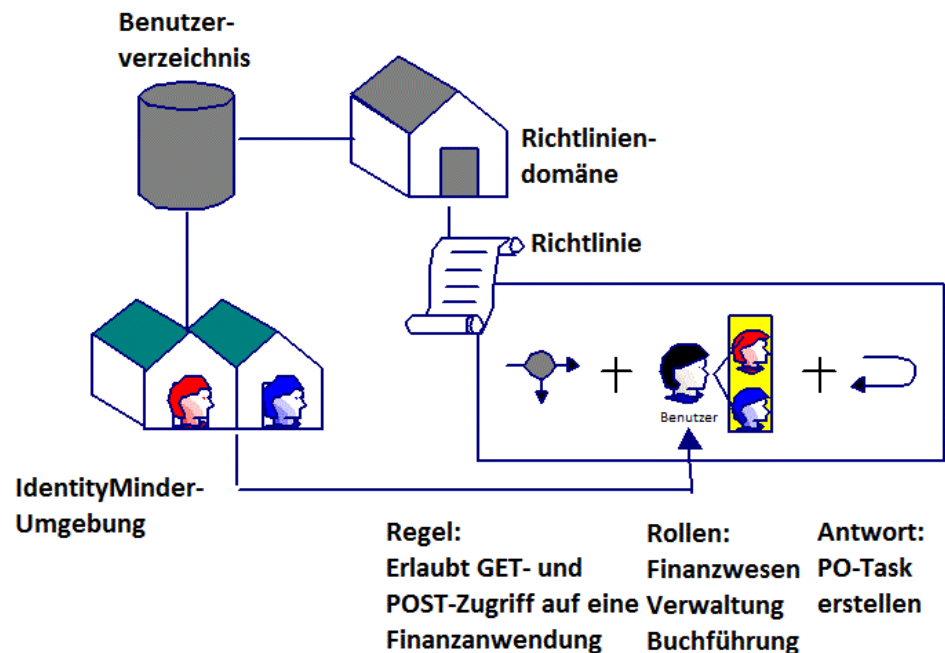 Benutzer-
verzeichnis
Richtlinien-
domäne
Richtlinie
Benutzer
IdentityMinder-
Umgebung
Regel:
Erlaubt GET- und
POST-Zugriff auf eine
Finanzanwendung
Rollen:
Finanzwesen
Verwaltung
Buchführung
Antwort:
PO-Task
erstellen